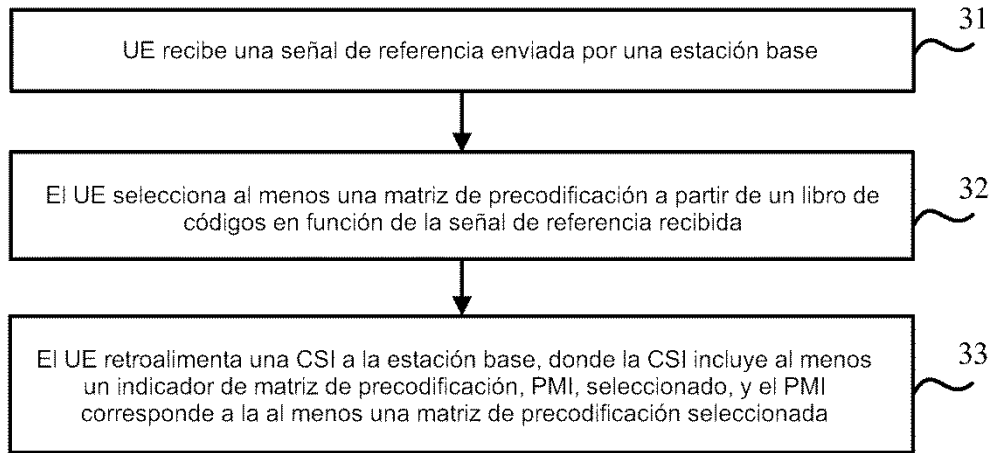 UE recibe una señal de referencia enviada por una estación base
31
El UE selecciona al menos una matriz de precodificación a partir de un libro de
códigos en función de la señal de referencia recibida
32
El UE retroalimenta una CSI a la estación base, donde la CSI incluye al menos
un indicador de matriz de precodificación, PMI, seleccionado, y el PMI
corresponde a la al menos una matriz de precodificación seleccionada
33